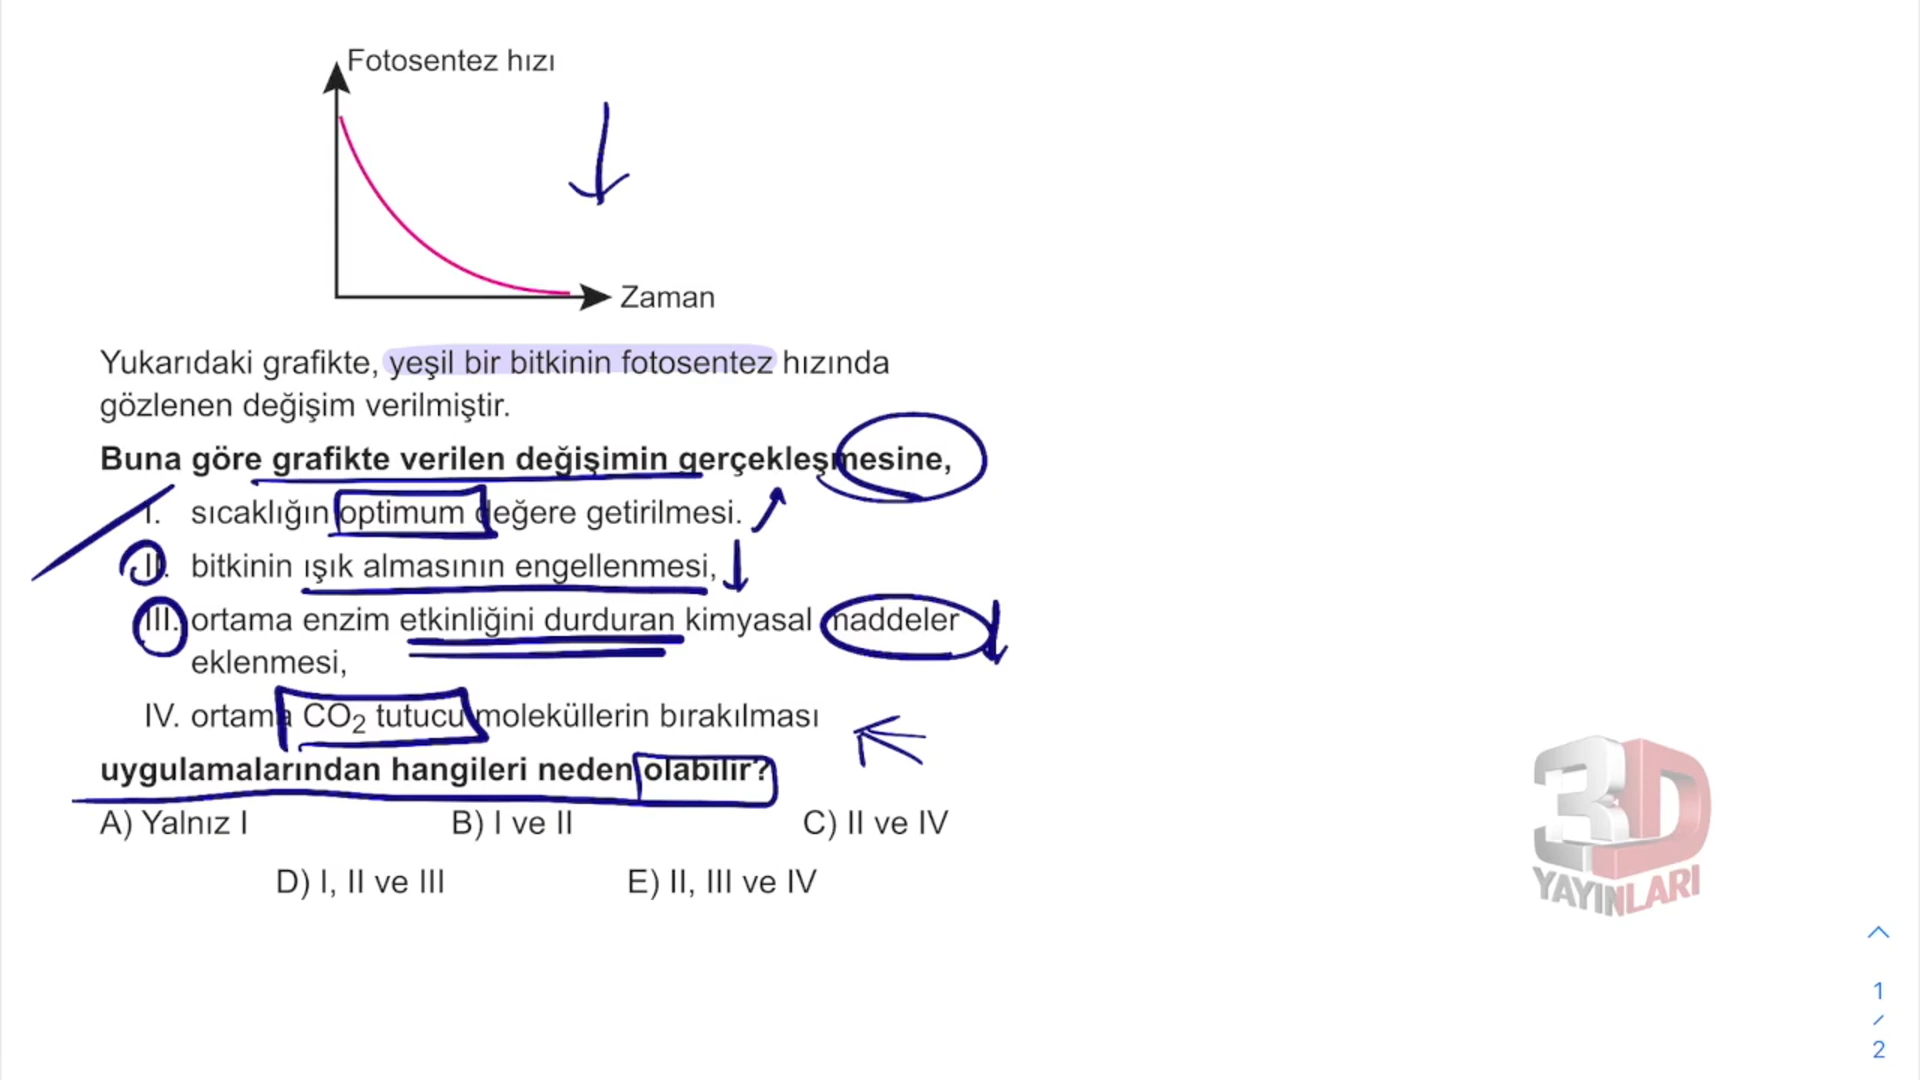 Fotosentez hızı
Zaman
Yukarıdaki grafikte, yeşil bir bitkinin fotosentez hızında
gözlenen değişim verilmiştir.
Buna göre grafikte verilen değişimin gerçekleşmesine,
I. sıcaklığın optimum değere getirilmesi.
II. bitkinin ışık almasının engellenmesi,
III. ortama enzim etkinliğini durduran kimyasal maddeler
eklenmesi,
IV. ortama CO₂ tutucu moleküllerin bırakılması
uygulamalarından hangileri neden olabilir?
A) Yalnız I B) I ve II C) II ve IV
D) I, II ve III E) II, III ve IV
3D
YAYINLARI
1
/
2